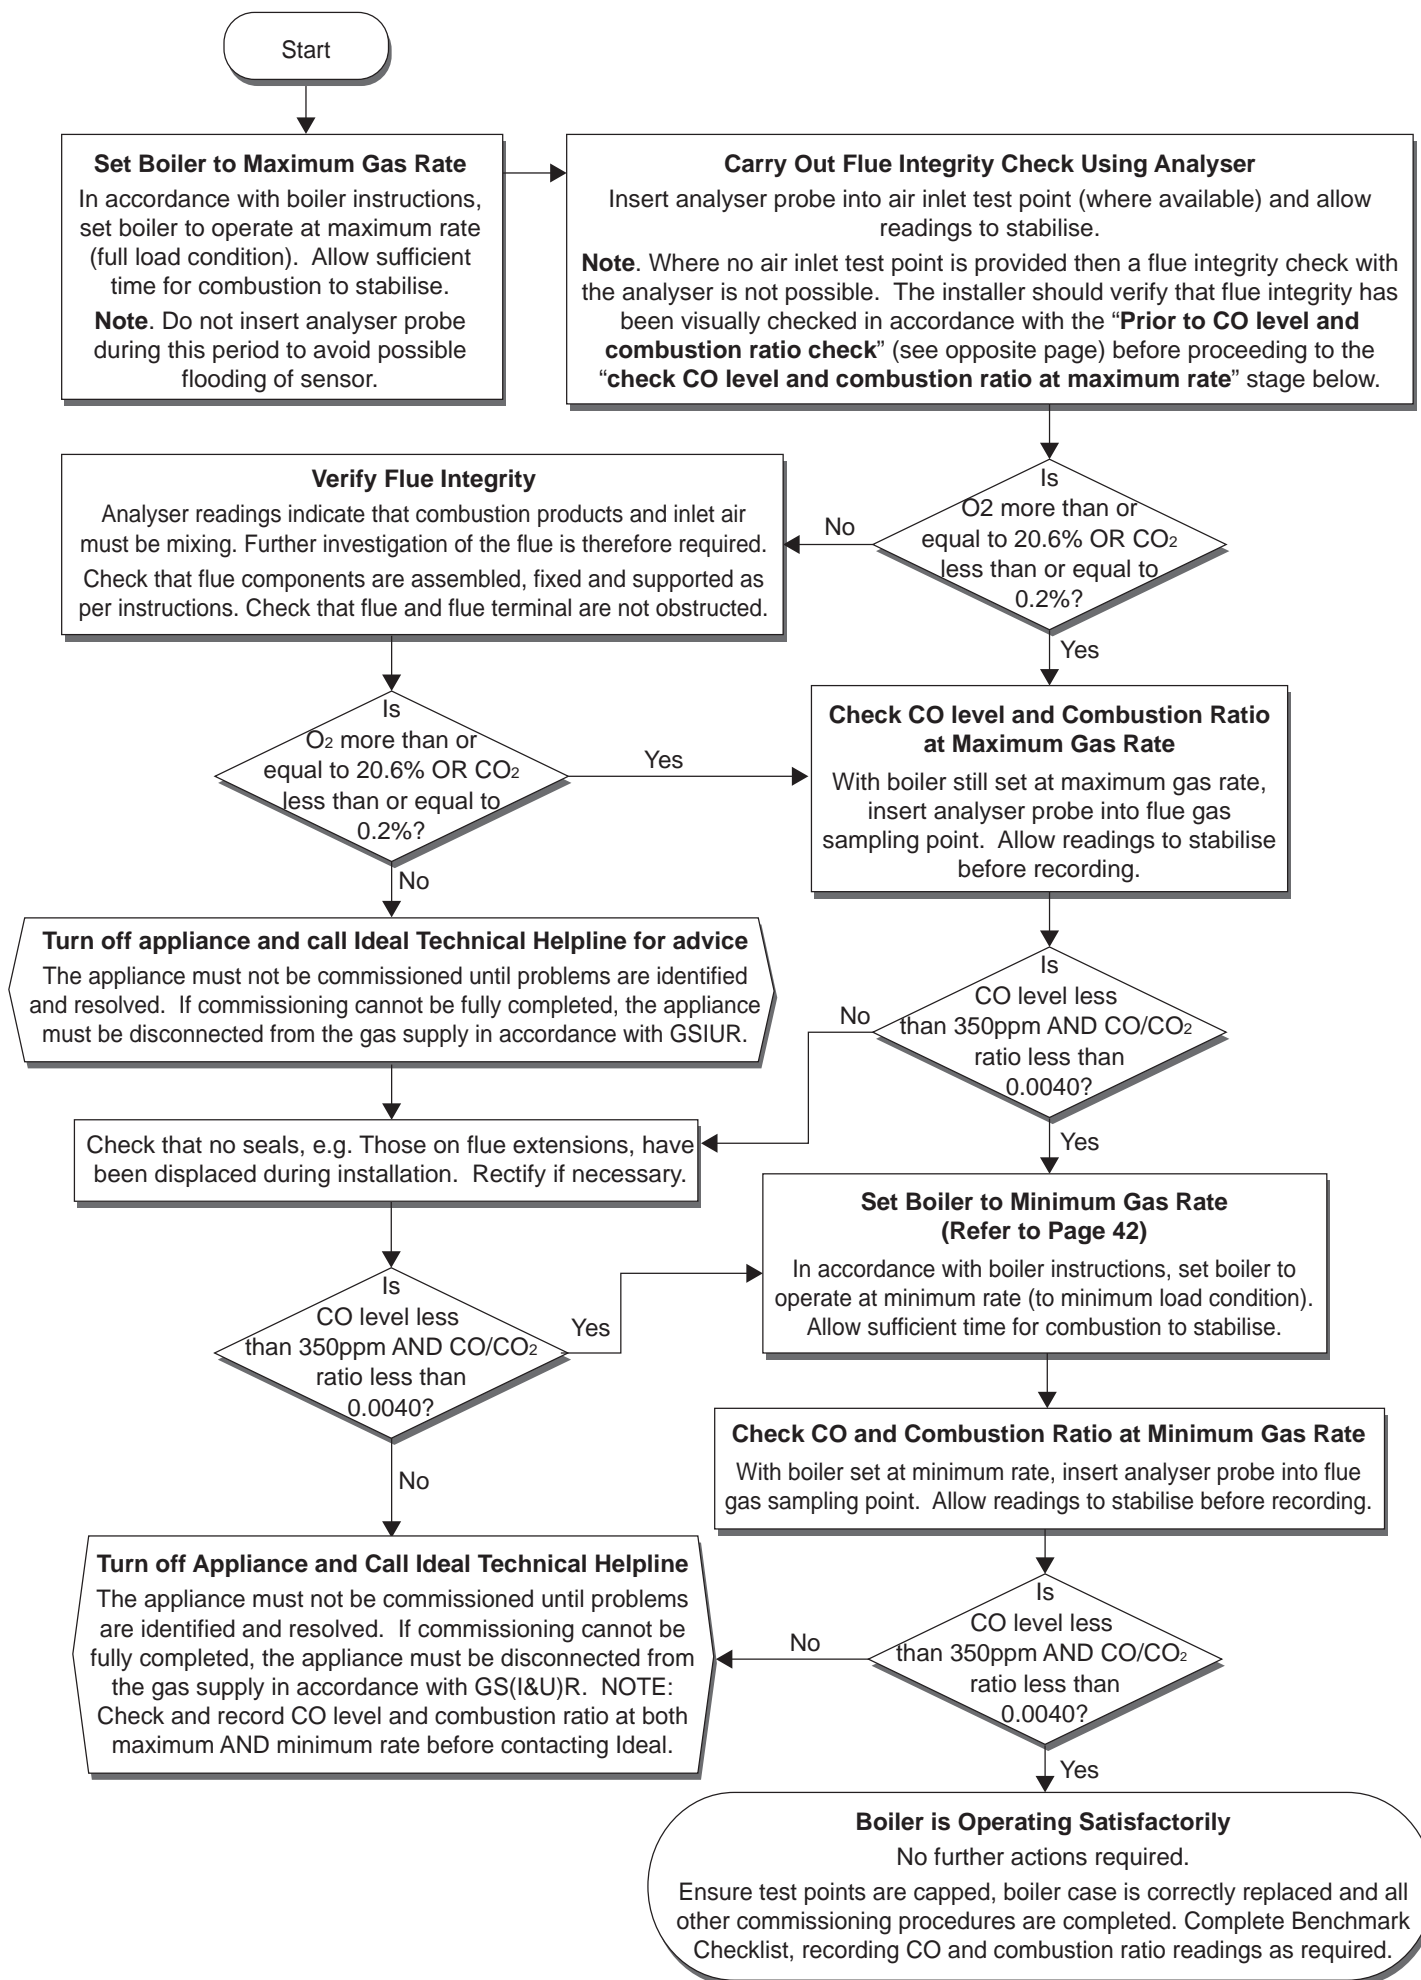 Start
Set Boiler to Maximum Gas Rate
In accordance with boiler instructions,
set boiler to operate at maximum rate
(full load condition).  Allow sufficient
time for combustion to stabilise.
Note. Do not insert analyser probe
during this period to avoid possible
flooding of sensor.
Carry Out Flue Integrity Check Using Analyser
Insert analyser probe into air inlet test point (where available) and allow
readings to stabilise.
Note. Where no air inlet test point is provided then a flue integrity check with
the analyser is not possible.  The installer should verify that flue integrity has
been visually checked in accordance with the “Prior to CO level and
combustion ratio check” (see opposite page) before proceeding to the
“check CO level and combustion ratio at maximum rate” stage below.
Is
O2 more than or
equal to 20.6% OR CO2
less than or equal to
0.2%?
No
Yes
Verify Flue Integrity
Analyser readings indicate that combustion products and inlet air
must be mixing. Further investigation of the flue is therefore required.
Check that flue components are assembled, fixed and supported as
per instructions. Check that flue and flue terminal are not obstructed.
Is
O2 more than or
equal to 20.6% OR CO2
less than or equal to
0.2%?
Yes
No
Check CO level and Combustion Ratio
at Maximum Gas Rate
With boiler still set at maximum gas rate,
insert analyser probe into flue gas
sampling point.  Allow readings to stabilise
before recording.
Turn off appliance and call Ideal Technical Helpline for advice
The appliance must not be commissioned until problems are identified
and resolved.  If commissioning cannot be fully completed, the appliance
must be disconnected from the gas supply in accordance with GSIUR.
Is
CO level less
than 350ppm AND CO/CO2
ratio less than
0.0040?
No
Yes
Check that no seals, e.g. Those on flue extensions, have
been displaced during installation.  Rectify if necessary.
Set Boiler to Minimum Gas Rate
(Refer to Page 42)
In accordance with boiler instructions, set boiler to
operate at minimum rate (to minimum load condition).
Allow sufficient time for combustion to stabilise.
Is
CO level less
than 350ppm AND CO/CO2
ratio less than
0.0040?
Yes
No
Check CO and Combustion Ratio at Minimum Gas Rate
With boiler set at minimum rate, insert analyser probe into flue
gas sampling point.  Allow readings to stabilise before recording.
Turn off Appliance and Call Ideal Technical Helpline
The appliance must not be commissioned until problems
are identified and resolved.  If commissioning cannot be
fully completed, the appliance must be disconnected from
the gas supply in accordance with GS(I&U)R.  NOTE:
Check and record CO level and combustion ratio at both
maximum AND minimum rate before contacting Ideal.
Is
CO level less
than 350ppm AND CO/CO2
ratio less than
0.0040?
No
Yes
Boiler is Operating Satisfactorily
No further actions required.
Ensure test points are capped, boiler case is correctly replaced and all
other commissioning procedures are completed. Complete Benchmark
Checklist, recording CO and combustion ratio readings as required.